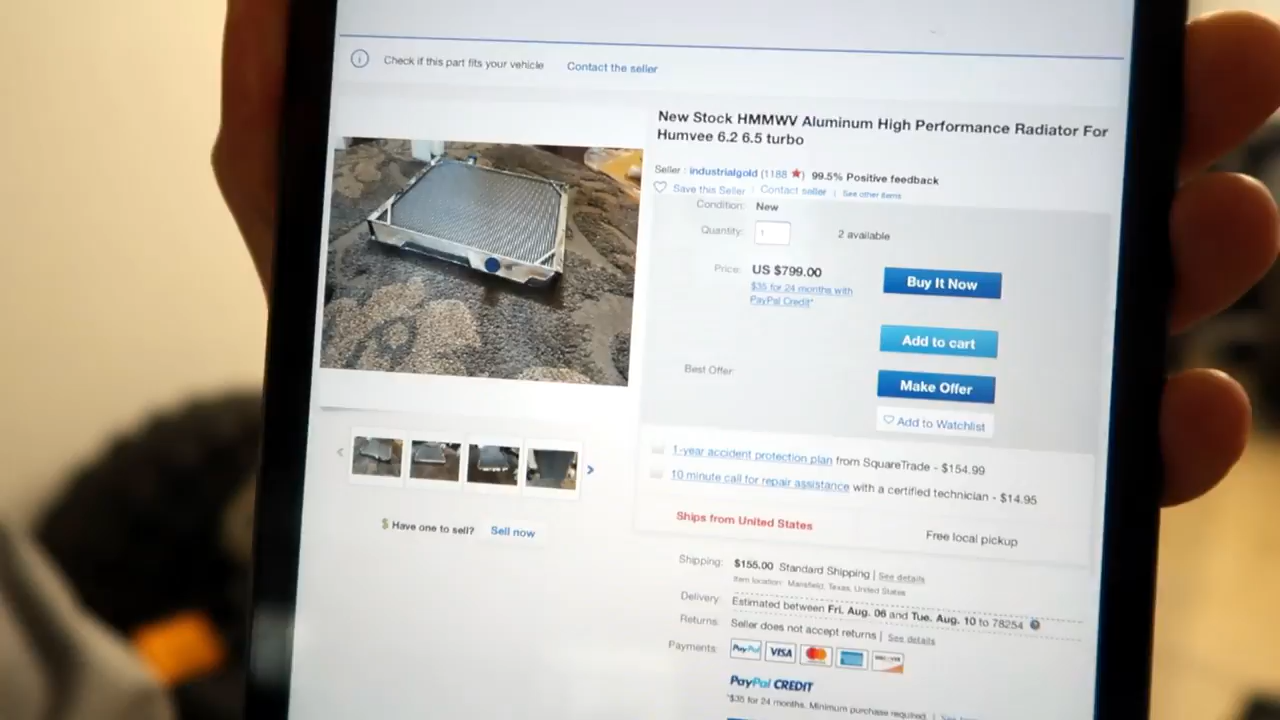 Check if this part fits your vehicle Contact the seller
New Stock HMMWV Aluminum High Performance Radiator For
Humvee 6.2 6.5 turbo
Seller : industrialgold (1188 ★) 99.5% Positive feedback
Save this Seller | Contact seller | See other items
Condition: New
Quantity: 1 2 available
Price: US $799.00 Buy It Now
$35 for 24 months with
PayPal Credit*
Add to cart
Best Offer: Make Offer
Add to Watchlist
1-year accident protection plan from SquareTrade - $154.99
10 minute call for repair assistance with a certified technician - $14.95
$ Have one to sell? Sell now
Ships from United States Free local pickup
Shipping: $155.00 Standard Shipping | See details
Item location: Mansfield, Texas, United States
Delivery: Estimated between Fri. Aug. 06 and Tue. Aug. 10 to 78254
Returns: Seller does not accept returns | See details
Payments: PayPal VISA
PayPal CREDIT
*$35 for 24 months. Minimum purchase required. |